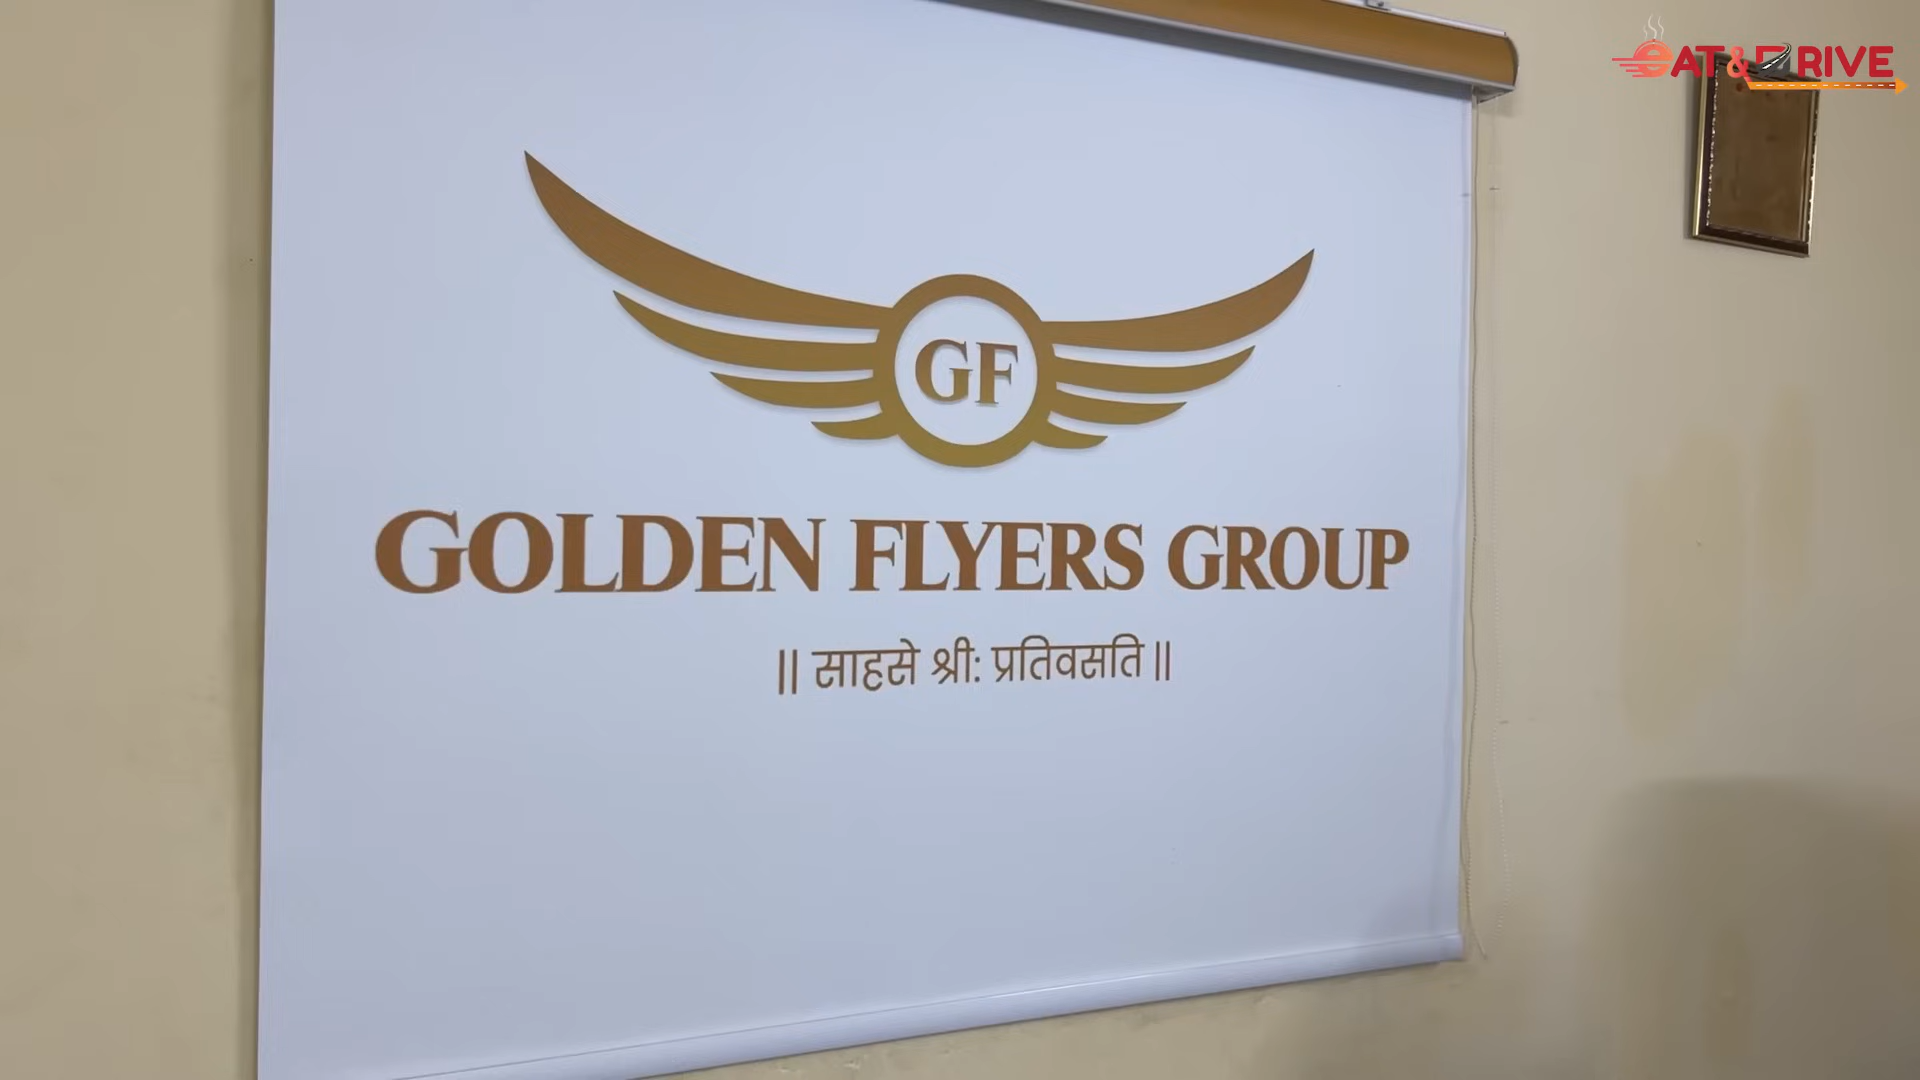 EAT & DRIVE
GF
GOLDEN FLYERS GROUP
|| साहसे श्री: प्रतिवसति ||